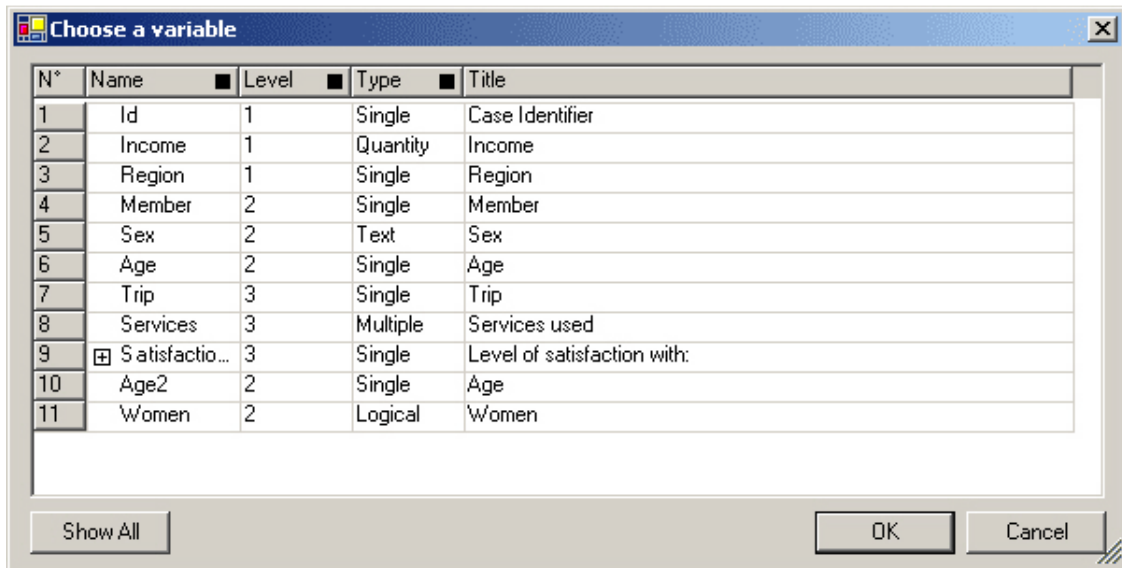 Choose a variable
N° Name Level Type Title
1 Id 1 Single Case Identifier
2 Income 1 Quantity Income
3 Region 1 Single Region
4 Member 2 Single Member
5 Sex 2 Text Sex
6 Age 2 Single Age
7 Trip 3 Single Trip
8 Services 3 Multiple Services used
9 Satisfactio... 3 Single Level of satisfaction with:
10 Age2 2 Single Age
11 Women 2 Logical Women
Show All OK Cancel